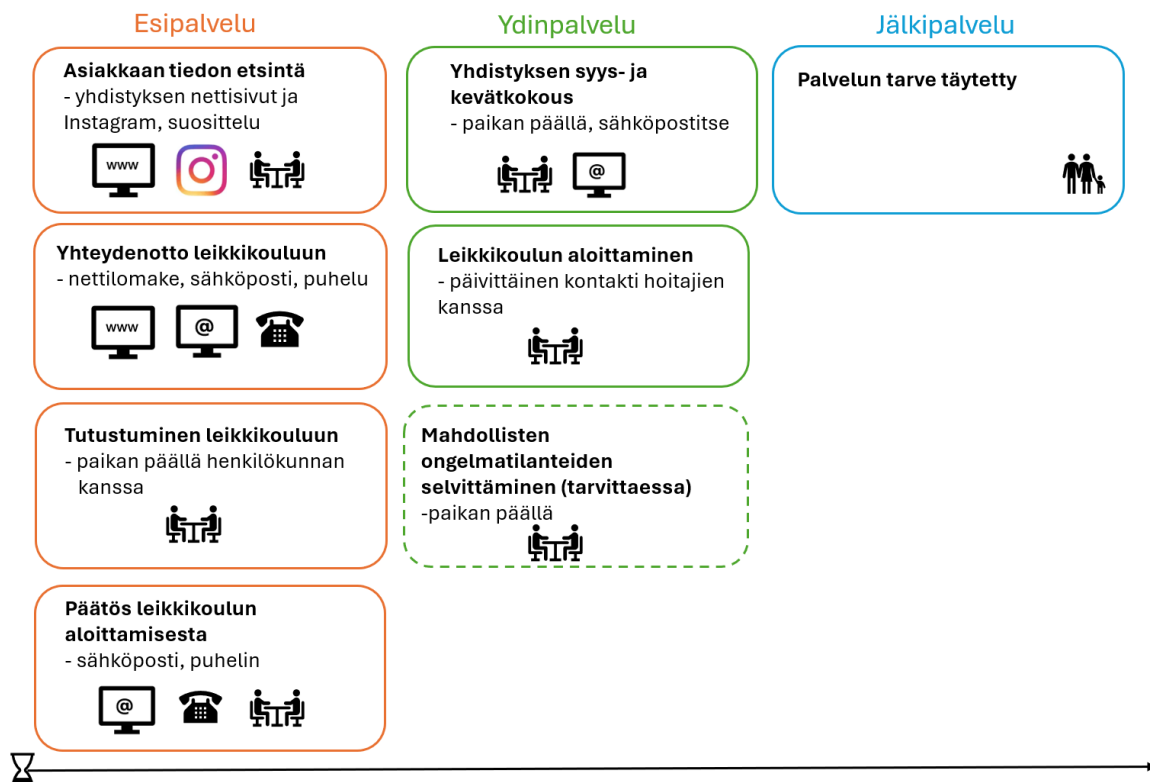 Esipalvelu
Asiakkaan tiedon etsintä
- yhdistyksen nettisivut ja
Instagram, suosittelu
www
Yhteydenotto leikkikouluun
- nettilomake, sähköposti, puhelu
www
@
Tutustuminen leikkikouluun
- paikan päällä henkilökunnan
kanssa
Päätös leikkikoulun
aloittamisesta
- sähköposti, puhelin
@
Ydinpalvelu
Yhdistyksen syys- ja
kevätkokous
- paikan päällä, sähköpostitse
@
Leikkikoulun aloittaminen
- päivittäinen kontakti hoitajien
kanssa
Mahdollisten
ongelmatilanteiden
selvittäminen (tarvittaessa)
-paikan päällä
Jälkipalvelu
Palvelun tarve täytetty